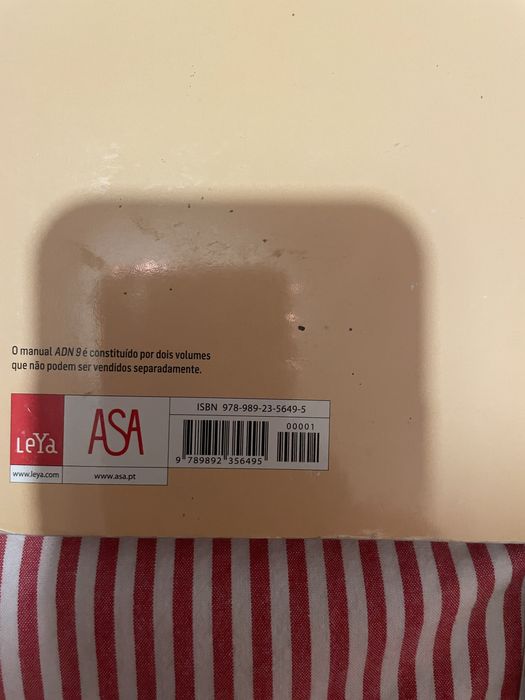 O manual ADN 9 é constituído por dois volumes
que não podem ser vendidos separadamente.
LeYa
www.leya.com
ASA
www.asa.pt
ISBN 978-989-23-5649-5
00001
9 789892 356495